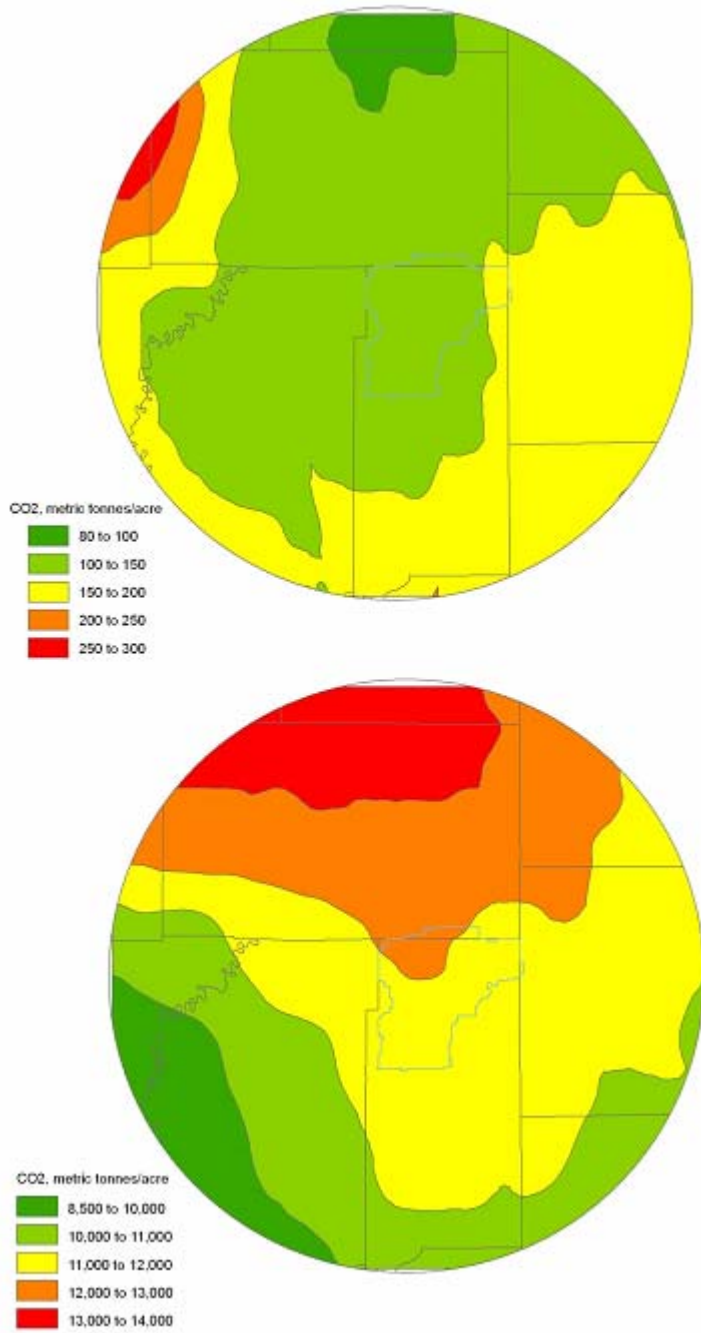 CO2, metric tonnes/acre
80 to 100
100 to 150
150 to 200
200 to 250
250 to 300
CO2, metric tonnes/acre
8,500 to 10,000
10,000 to 11,000
11,000 to 12,000
12,000 to 13,000
13,000 to 14,000